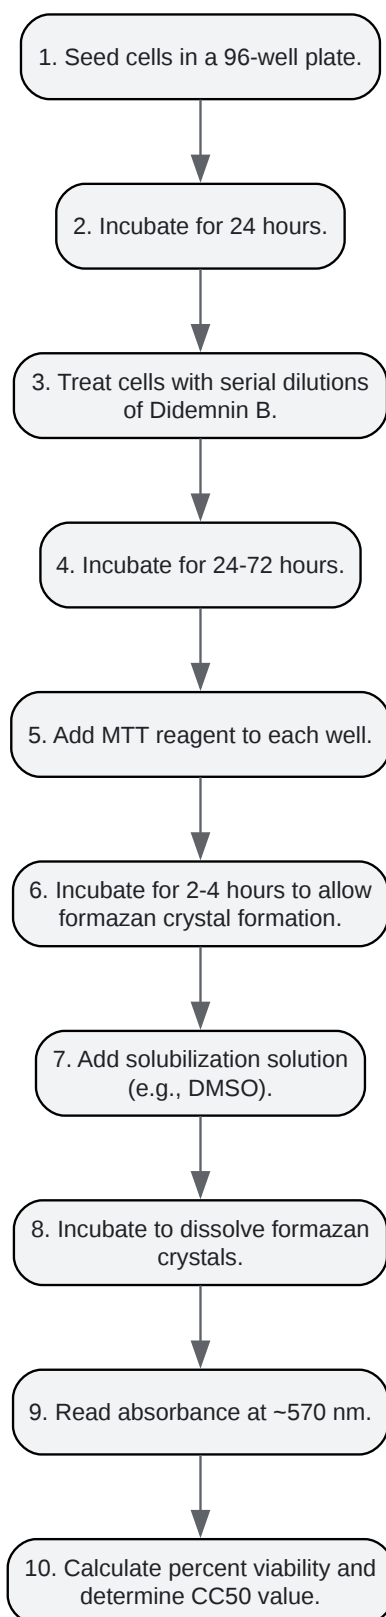 1. Seed cells in a 96-well plate.
2. Incubate for 24 hours.
3. Treat cells with serial dilutions
of Didemnin B.
4. Incubate for 24-72 hours.
5. Add MTT reagent to each well.
6. Incubate for 2-4 hours to allow
formazan crystal formation.
7. Add solubilization solution
(e.g., DMSO).
8. Incubate to dissolve formazan
crystals.
9. Read absorbance at ~570 nm.
10. Calculate percent viability and
determine CC50 value.